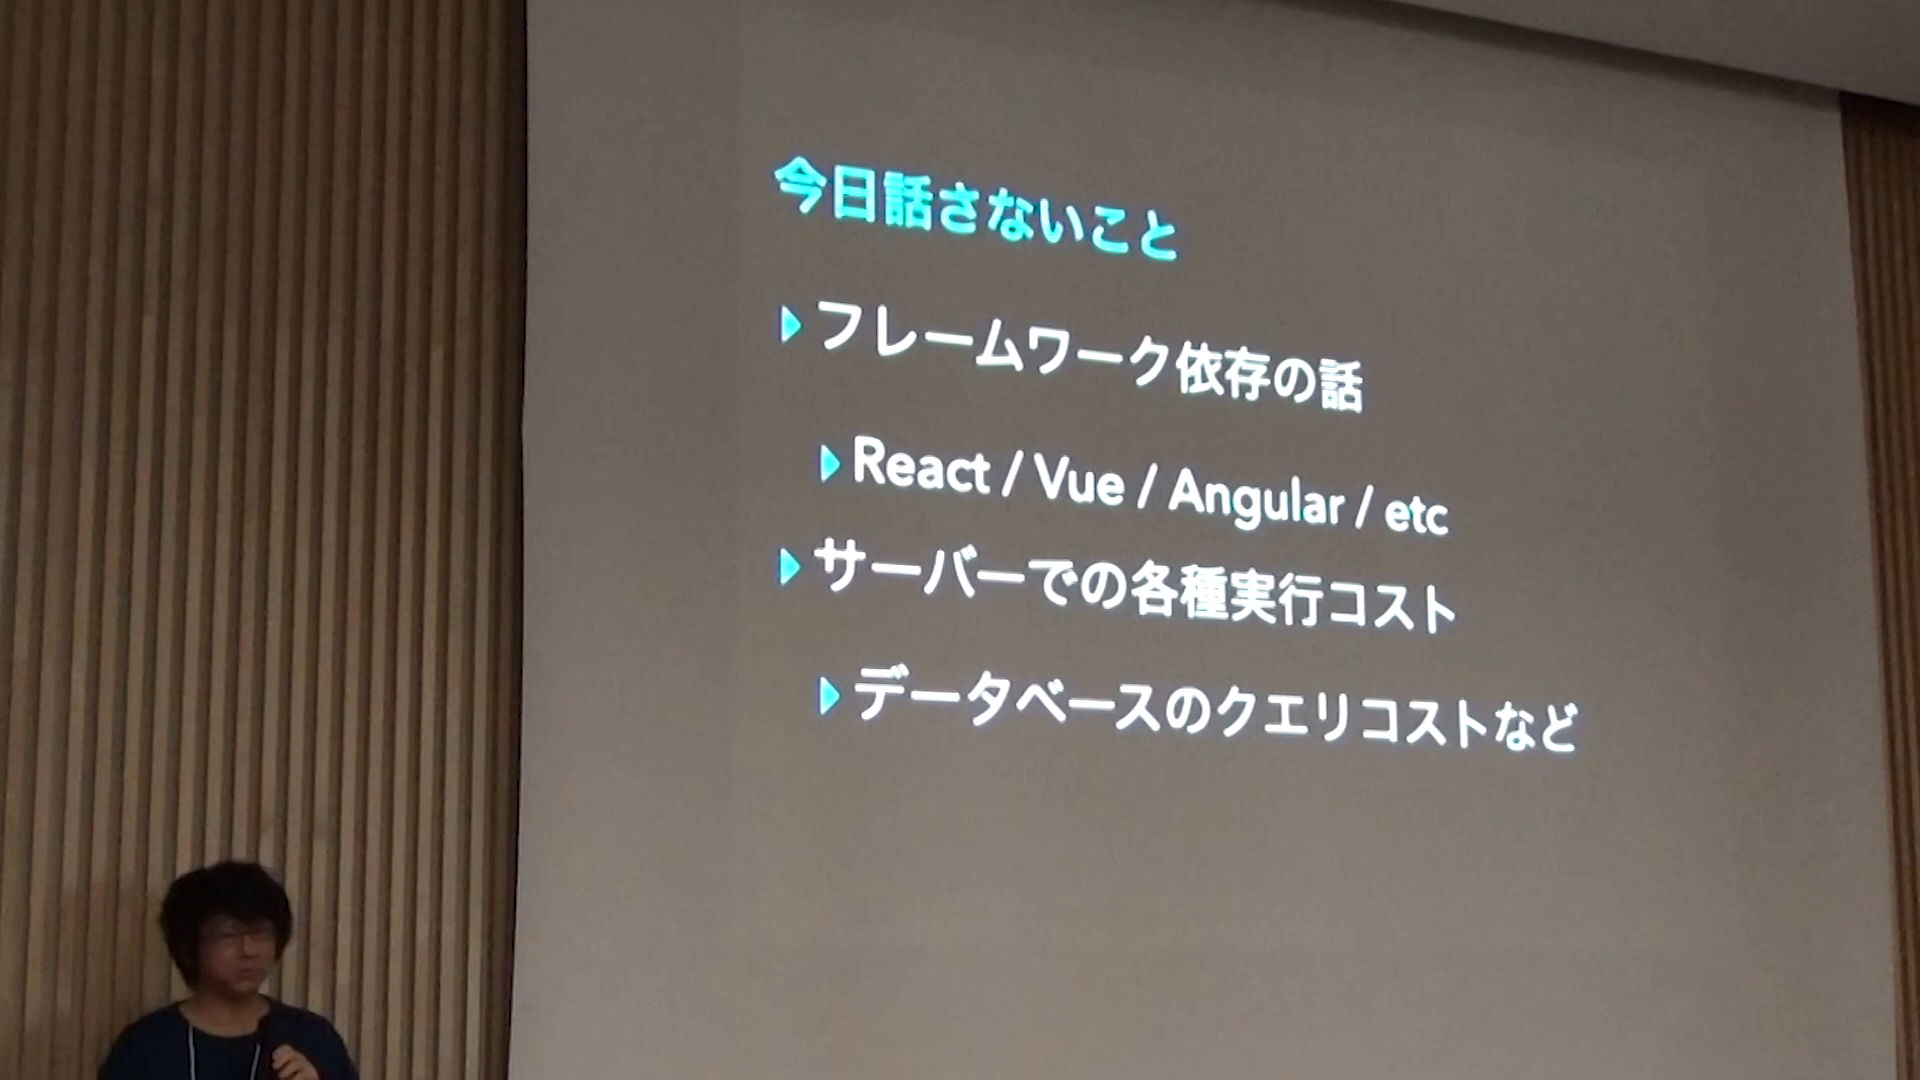 今日話さないこと
フレームワーク依存の話
React / Vue / Angular / etc
サーバーでの各種実行コスト
データベースのクエリコストなど